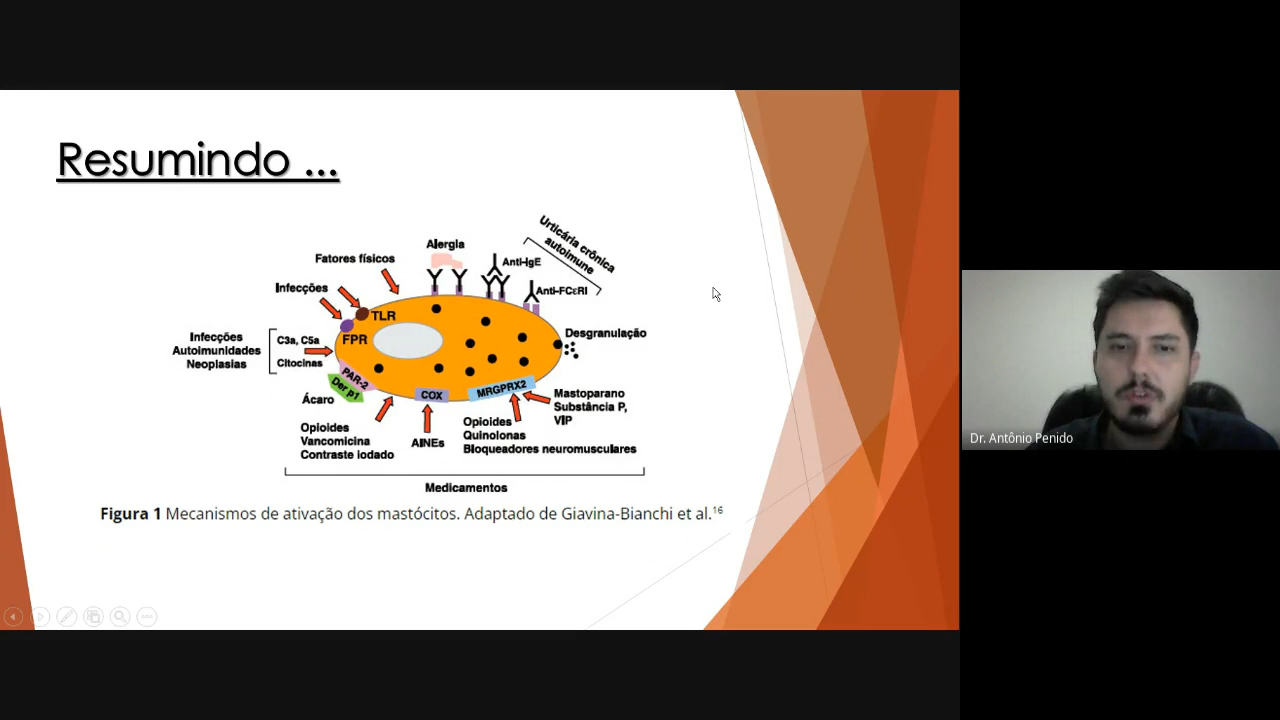 Resumindo ...
Urticária crônica
autoimune
Alergia
Anti-IgE
Fatores físicos
Anti-FCεRI
Infecções
TLR
FPR
Desgranulação
Infecções
Autoimunidades
Neoplasias
C3a, C5a
Citocinas
PAR-2
Der p1
Ácaro
COX
MRGPRX2
Mastoparano
Substância P,
VIP
Opioides
Vancomicina
Contraste iodado
AINEs
Opioides
Quinolonas
Bloqueadores neuromusculares
Medicamentos
Figura 1 Mecanismos de ativação dos mastócitos. Adaptado de Giavina-Bianchi et al.16
Dr. Antônio Penido